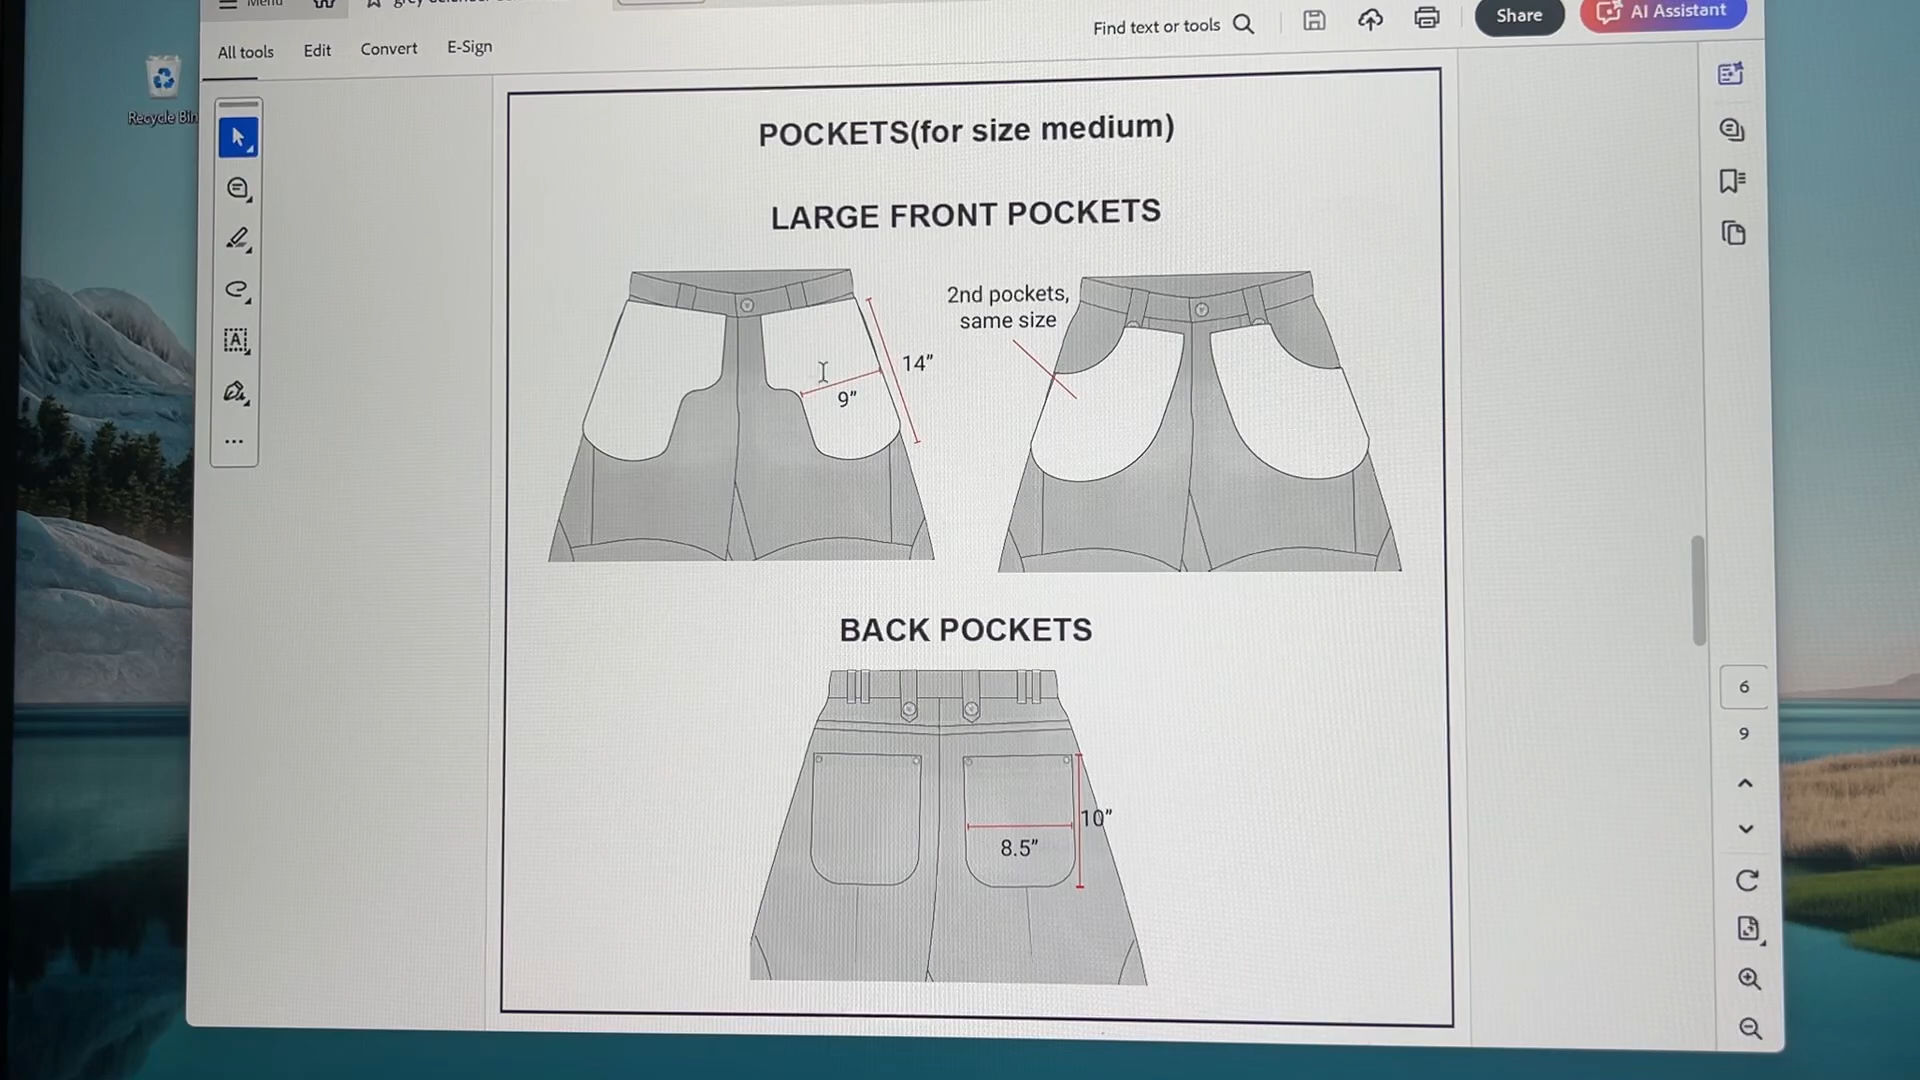 Menu
All tools
Edit
Convert
E-Sign
Find text or tools
Share
AI Assistant
Recycle Bin
POCKETS(for size medium)
LARGE FRONT POCKETS
2nd pockets,
same size
14”
9”
BACK POCKETS
10”
8.5”
6
9